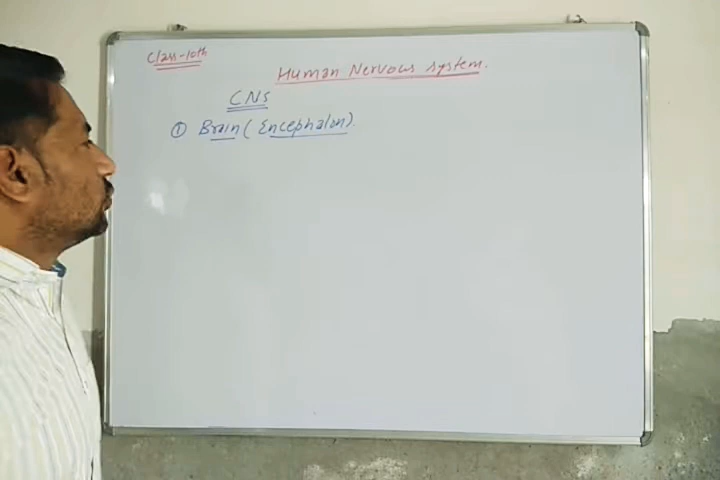 Class-10th
Human Nervous system.
CNS
① Brain (Encephalon)